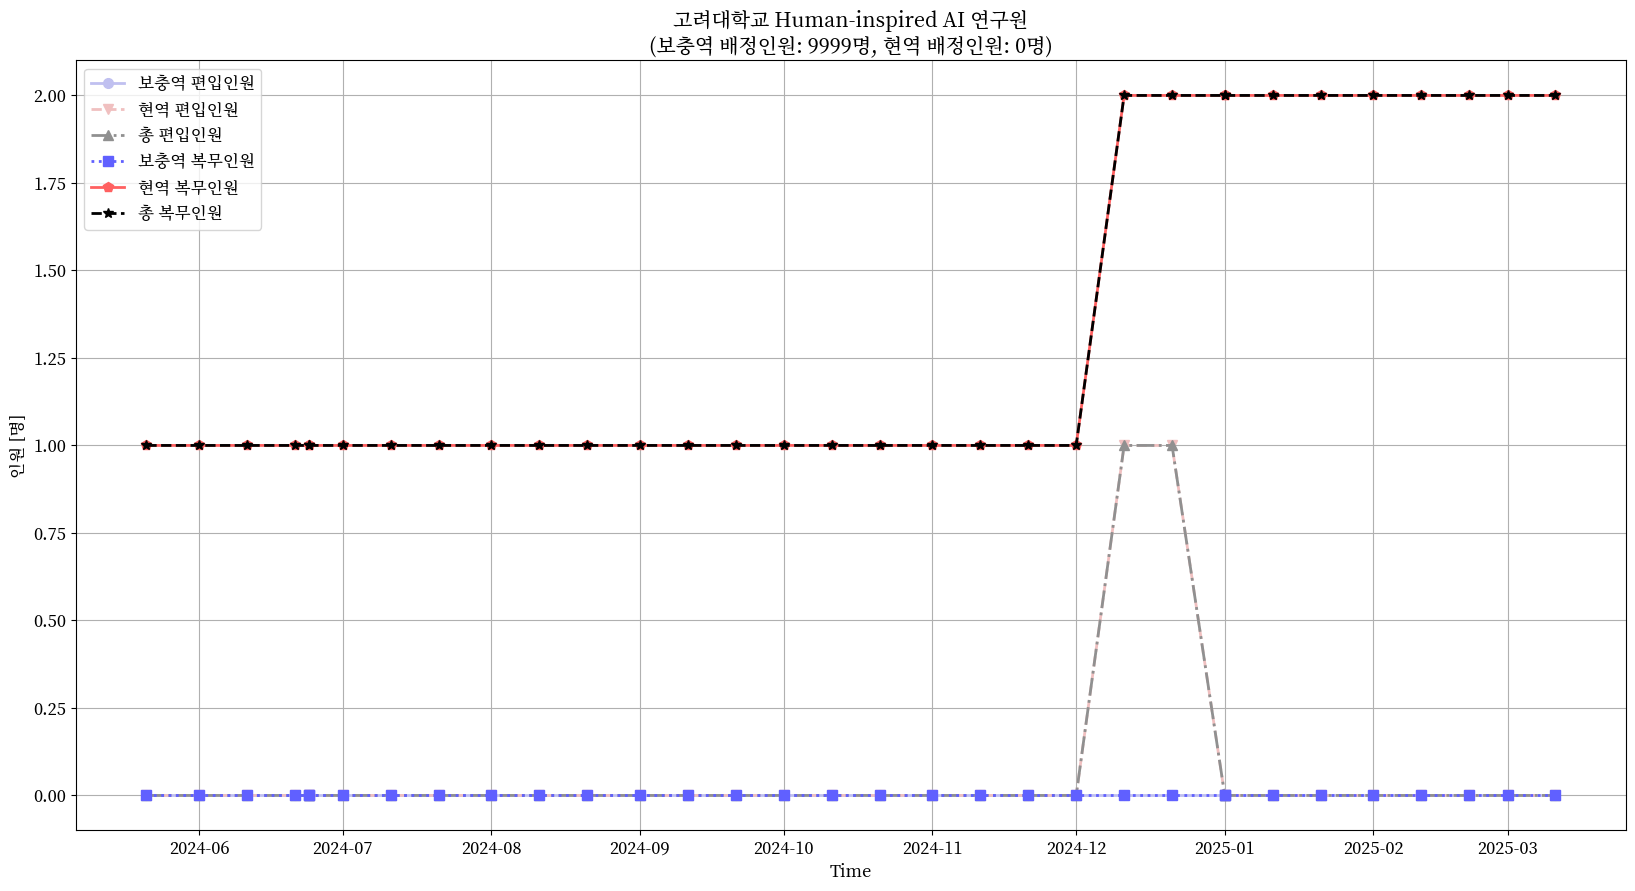 고려대학교 Human-inspired AI 연구원
(보충역 배정인원: 9999명, 현역 배정인원: 0명)
보충역 편입인원
현역 편입인원
총 편입인원
보충역 복무인원
현역 복무인원
총 복무인원
인원 [명]
2.00
1.75
1.50
1.25
1.00
0.75
0.50
0.25
0.00
2024-06 2024-07 2024-08 2024-09 2024-10 2024-11 2024-12 2025-01 2025-02 2025-03
Time